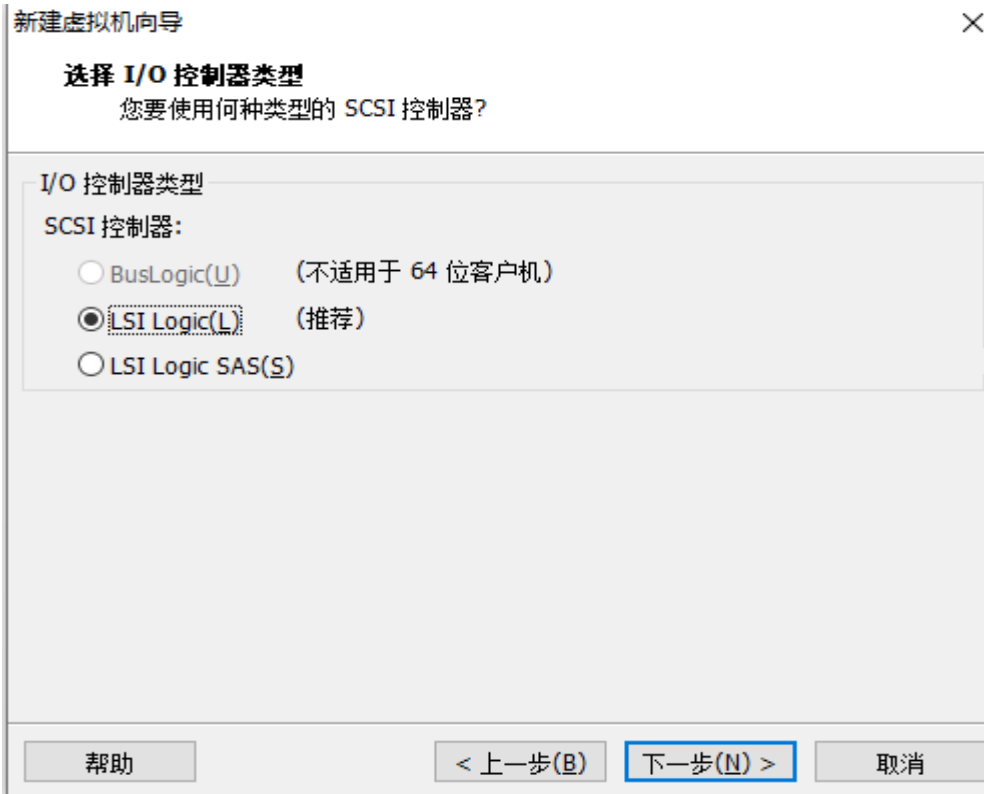 新建虚拟机向导
选择 I/O 控制器类型
您要使用何种类型的 SCSI 控制器?
I/O 控制器类型
SCSI 控制器:
BusLogic(U) (不适用于 64 位客户机)
LSI Logic(L) (推荐)
LSI Logic SAS(S)
帮助 < 上一步(B) 下一步(N) > 取消